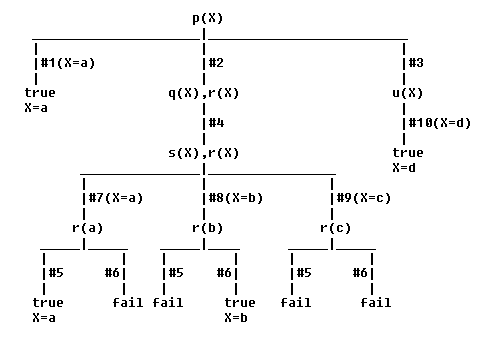 p(X)
#1(X=a) #2 #3
true q(X),r(X) u(X)
X=a
#4 #10(X=d)
s(X),r(X) true
X=d
#7(X=a) #8(X=b) #9(X=c)
r(a) r(b) r(c)
#5 #6 #5 #6 #5 #6
true fail fail true fail fail
X=a X=b